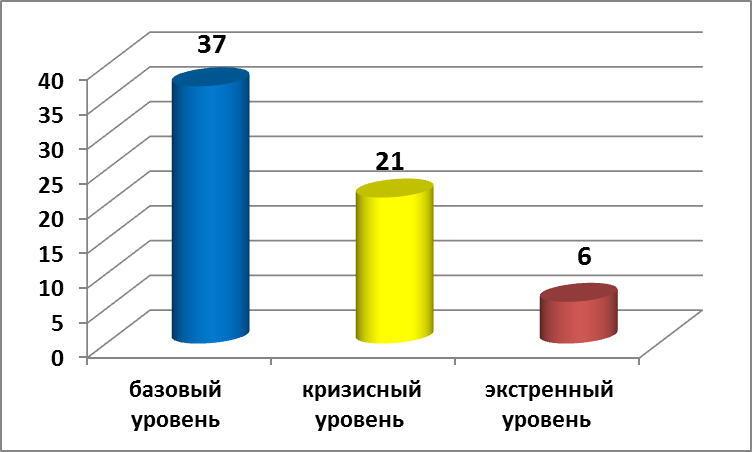 37
21
6
40
35
30
25
20
15
10
5
0
базовый
уровень
кризисный
уровень
экстренный
уровень